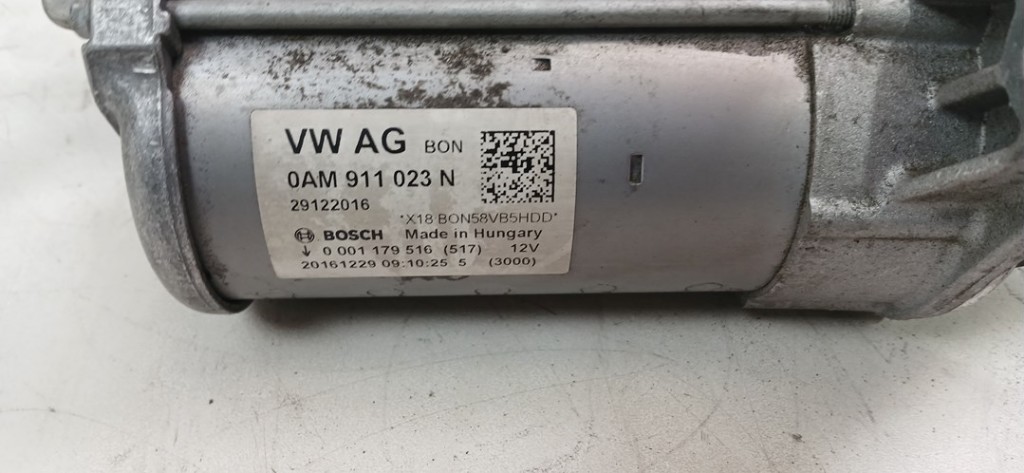 VW AG BON
0AM 911 023 N
29122016
*X18 BON58VB5HDD*
BOSCH Made in Hungary
↓ 0 001 179 516 (517) 12V
20161229 09:10:25 5 (3000)